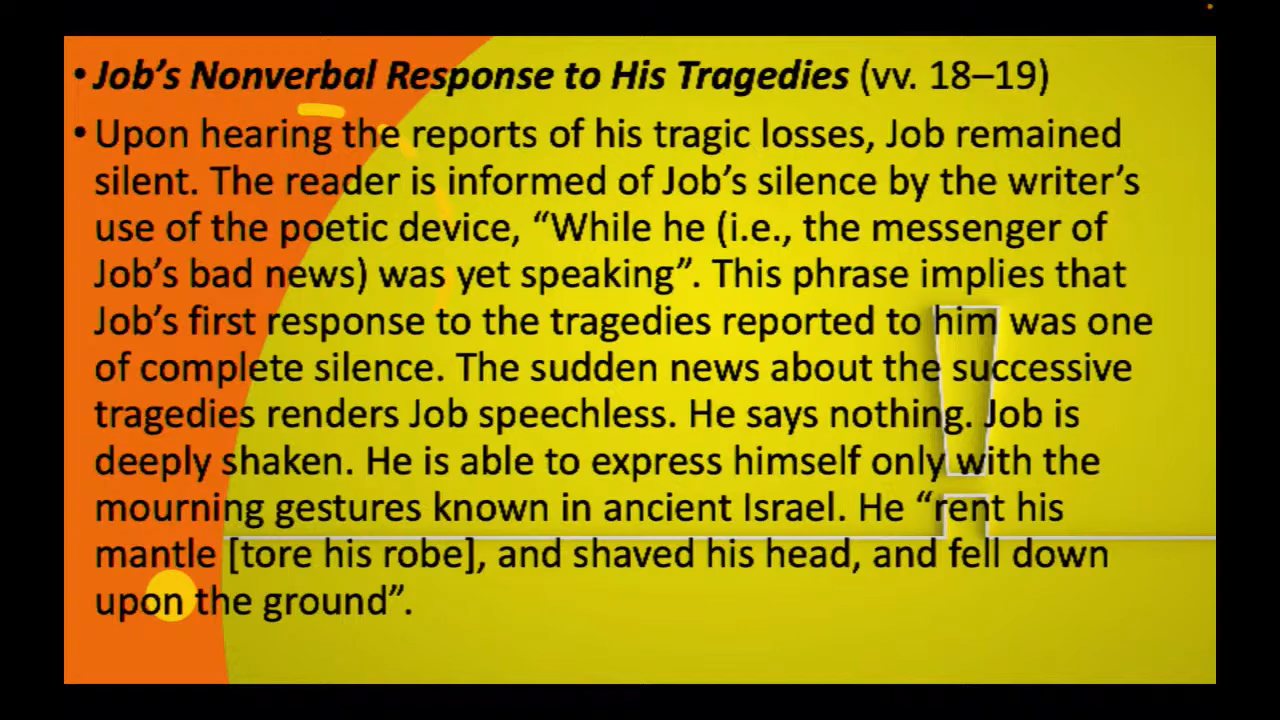 • Job’s Nonverbal Response to His Tragedies (vv. 18–19)
• Upon hearing the reports of his tragic losses, Job remained
silent. The reader is informed of Job’s silence by the writer’s
use of the poetic device, “While he (i.e., the messenger of
Job’s bad news) was yet speaking”. This phrase implies that
Job’s first response to the tragedies reported to him was one
of complete silence. The sudden news about the successive
tragedies renders Job speechless. He says nothing. Job is
deeply shaken. He is able to express himself only with the
mourning gestures known in ancient Israel. He “rent his
mantle [tore his robe], and shaved his head, and fell down
upon the ground”.